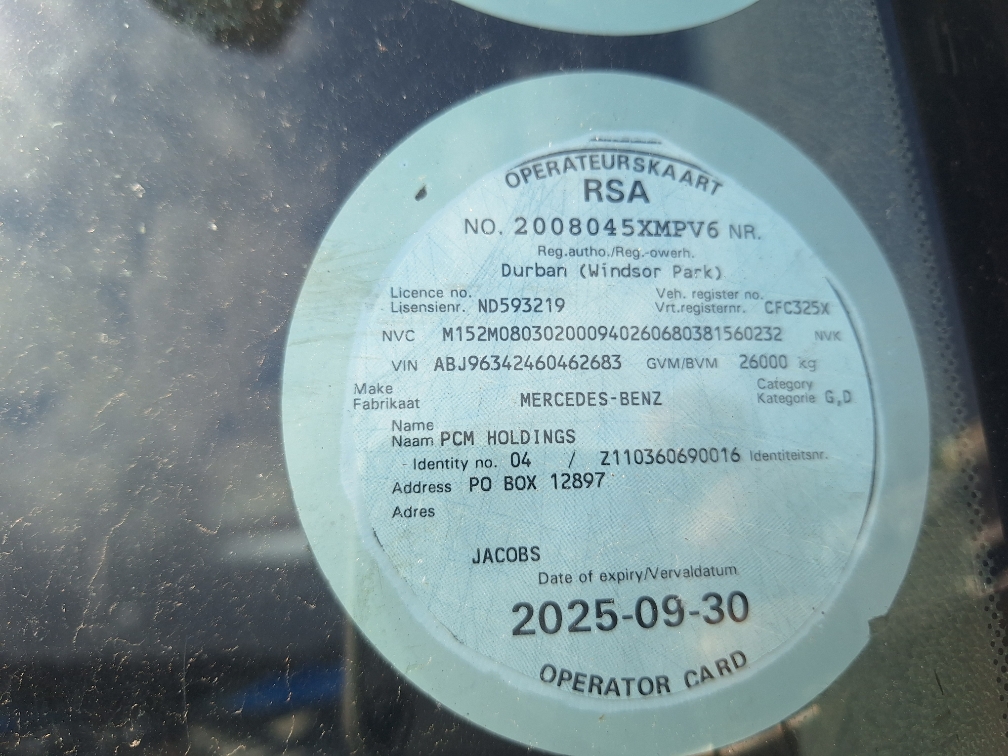 OPERATEURSKAART
RSA
NO. 2008045XMPV6 NR.
Reg.autho./Reg.-owerh.
Durban (Windsor Park)
Licence no. Veh. register no.
Lisensienr. ND593219 Vrt.registernr. CFC325X
NVC M152M0803020009402606803815602​32 NVK
VIN ABJ96342460462683 GVM/BVM 26000 kg
Make Category
Fabrikaat MERCEDES-BENZ Kategorie G,D
Name
Naam PCM HOLDINGS
Identity no. 04 / Z110360690016 Identiteitsnr.
Address PO BOX 12897
Adres
JACOBS
Date of expiry/Vervaldatum
2025-09-30
OPERATOR CARD